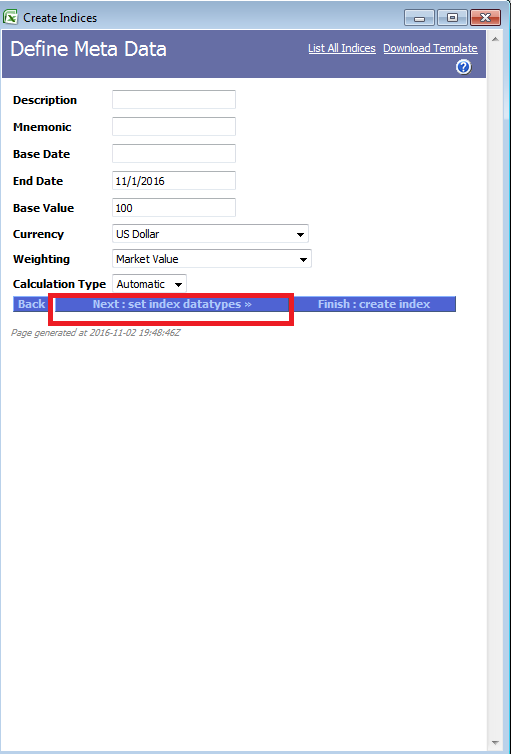 Create Indices
Define Meta Data List All Indices Download Template
?
Description
Mnemonic
Base Date
End Date 11/1/2016
Base Value 100
Currency US Dollar
Weighting Market Value
Calculation Type Automatic
Back Next : set index datatypes » Finish : create index
Page generated at 2016-11-02 19:48:46Z